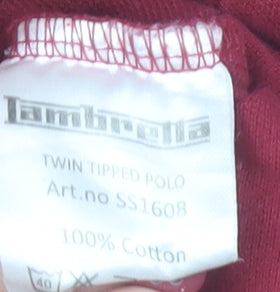 Lambretta
TWIN TIPPED POLO
Art.no SS1608
100% Cotton
40